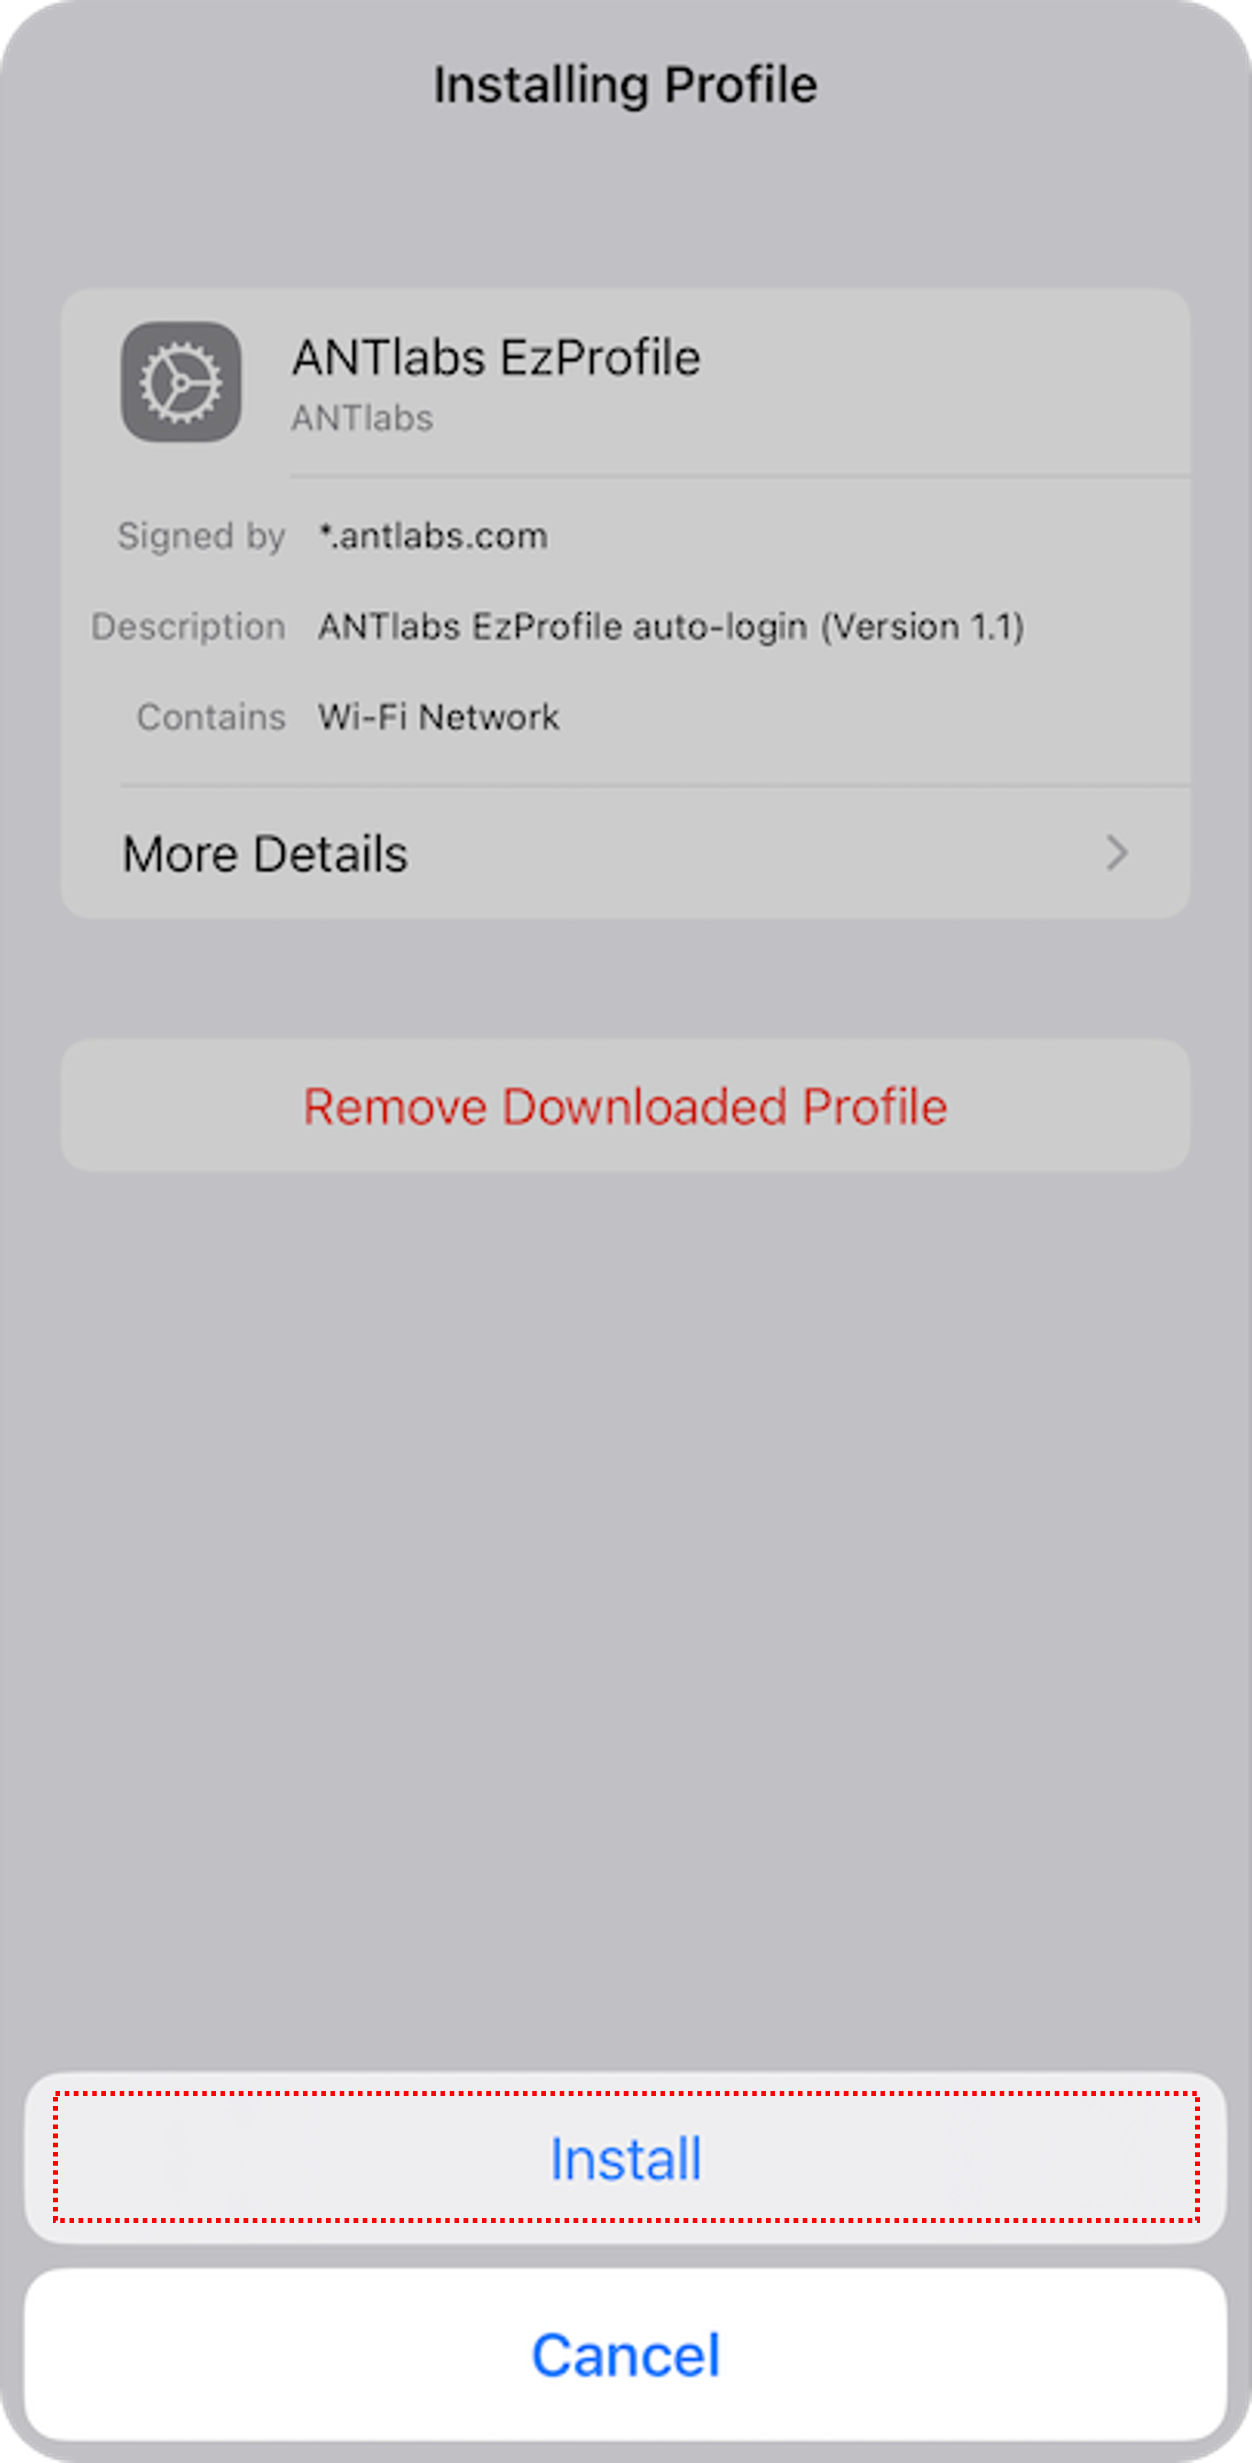 Installing Profile
ANTlabs EzProfile
ANTlabs
Signed by *.antlabs.com
Description ANTlabs EzProfile auto-login (Version 1.1)
Contains Wi-Fi Network
More Details
Remove Downloaded Profile
Install
Cancel